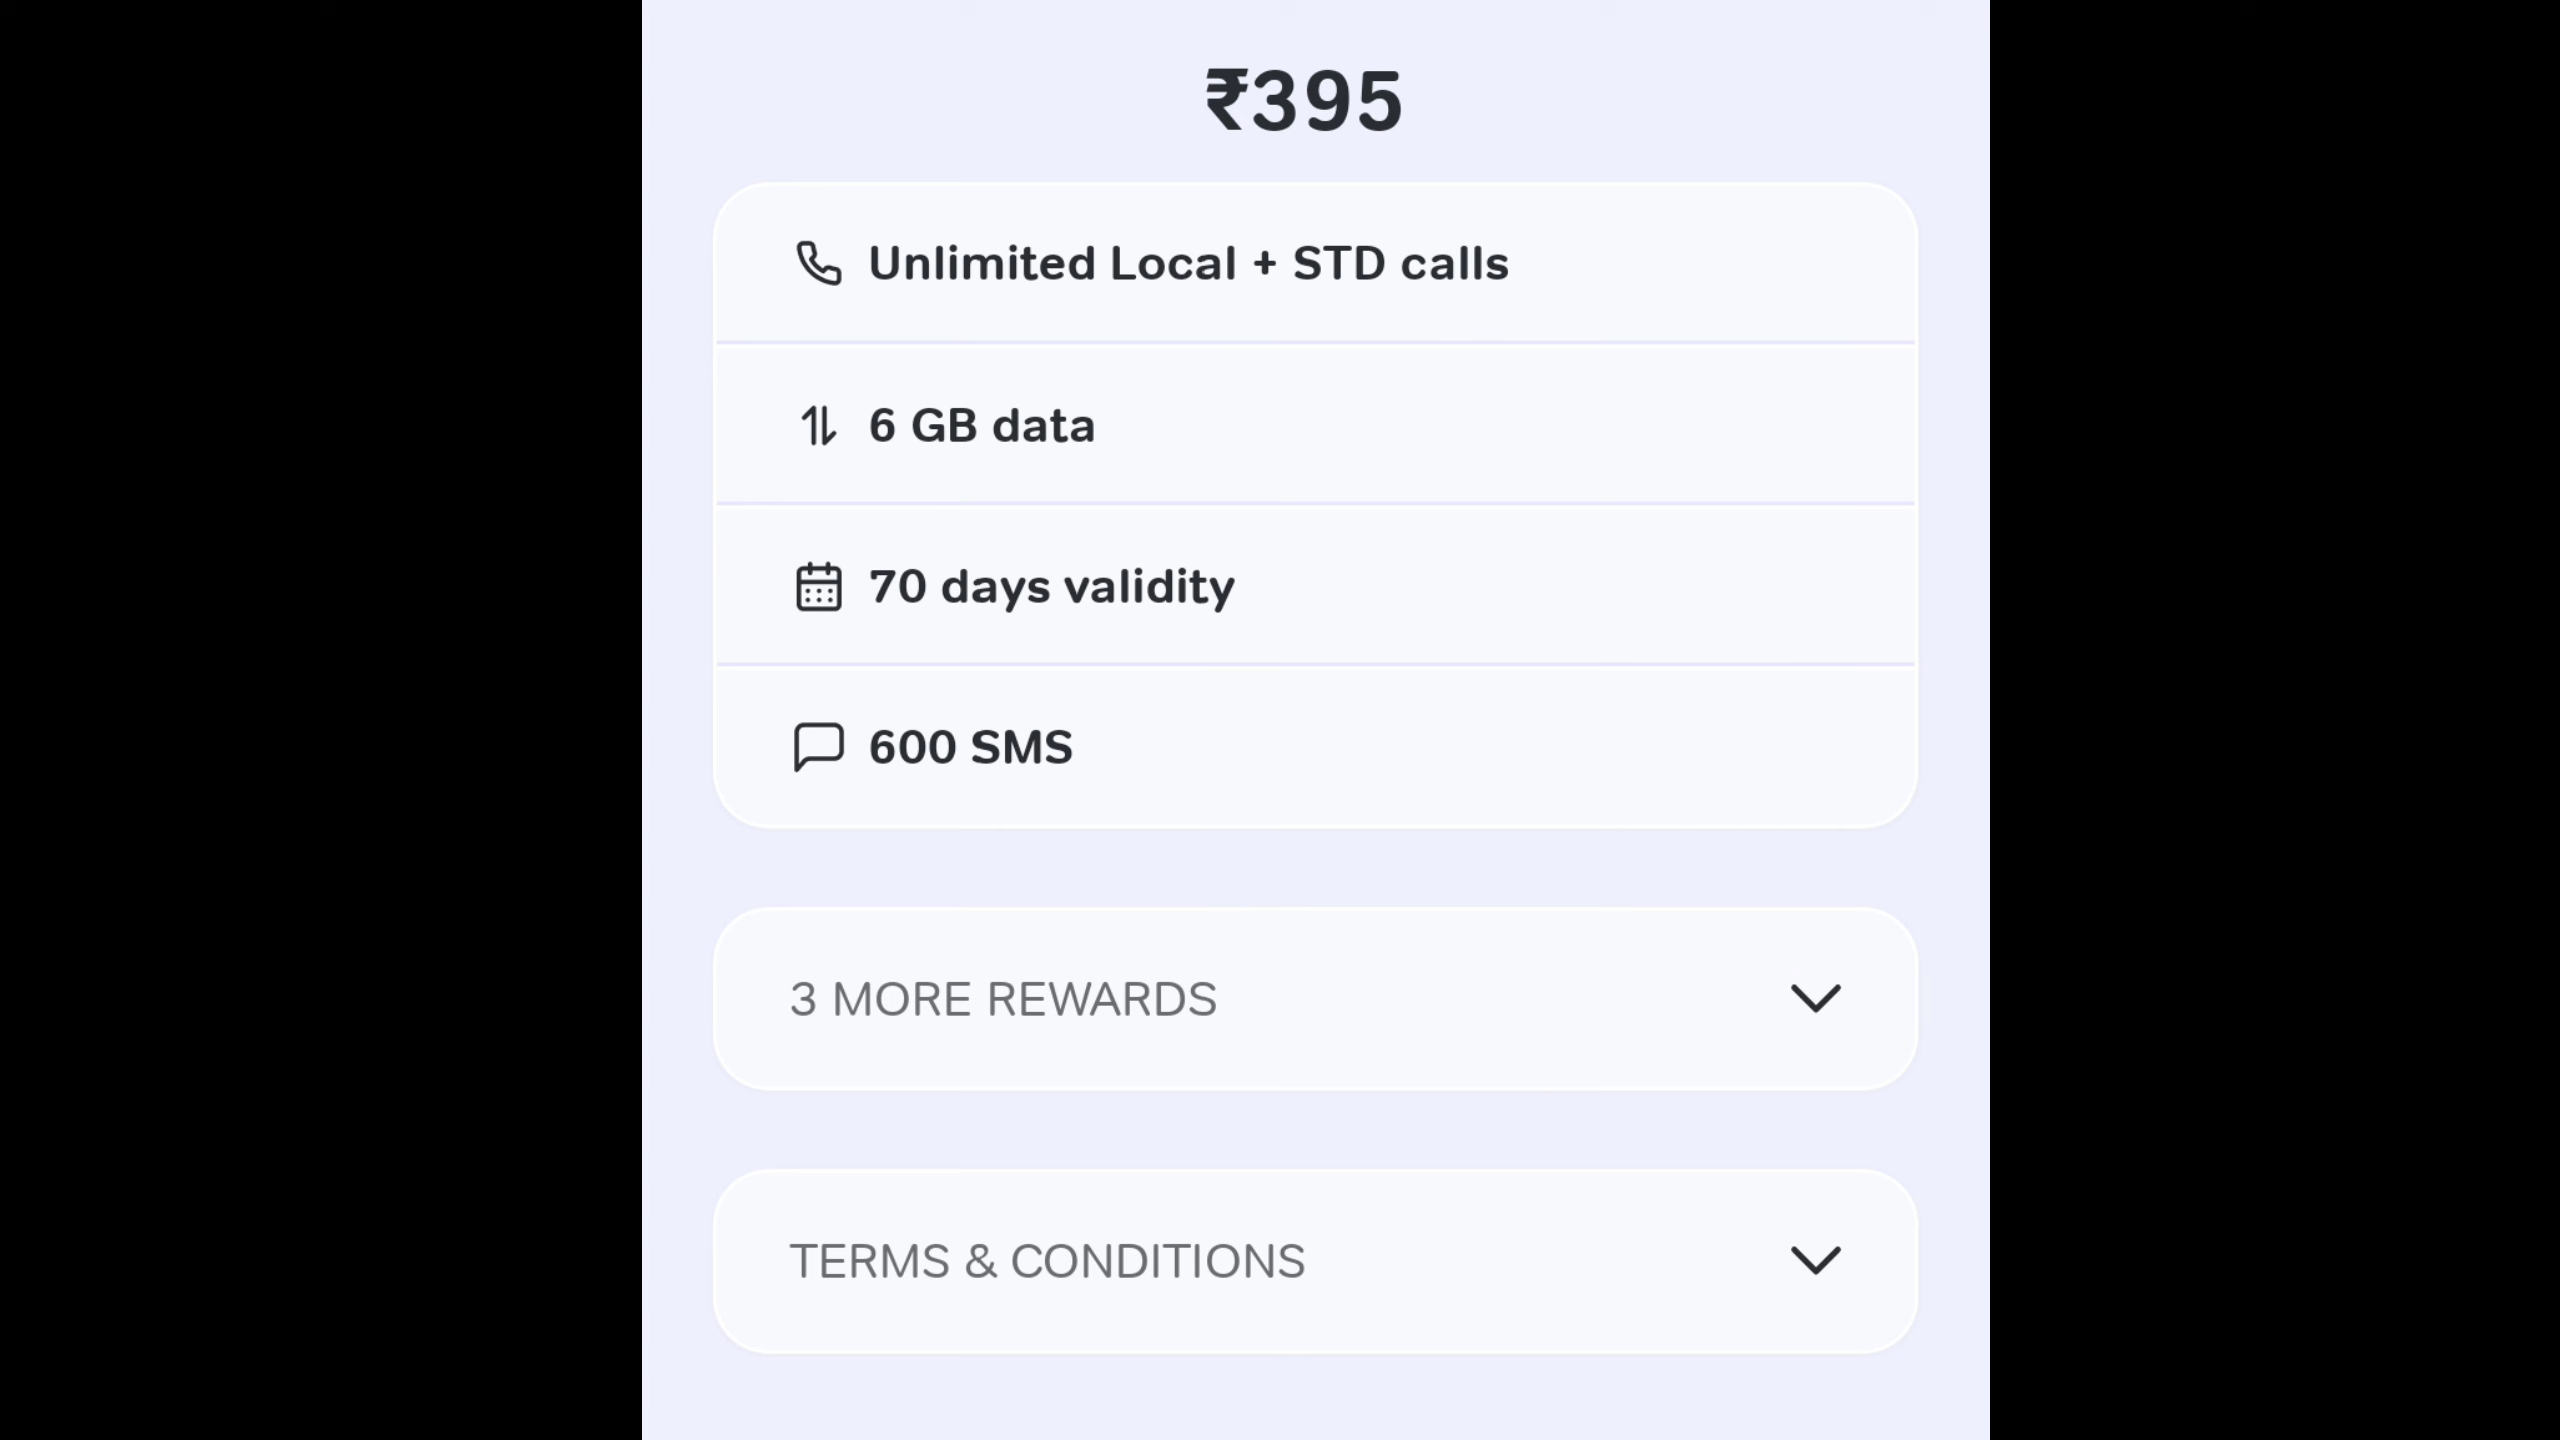 ₹395
Unlimited Local + STD calls
6 GB data
70 days validity
600 SMS
3 MORE REWARDS
TERMS & CONDITIONS